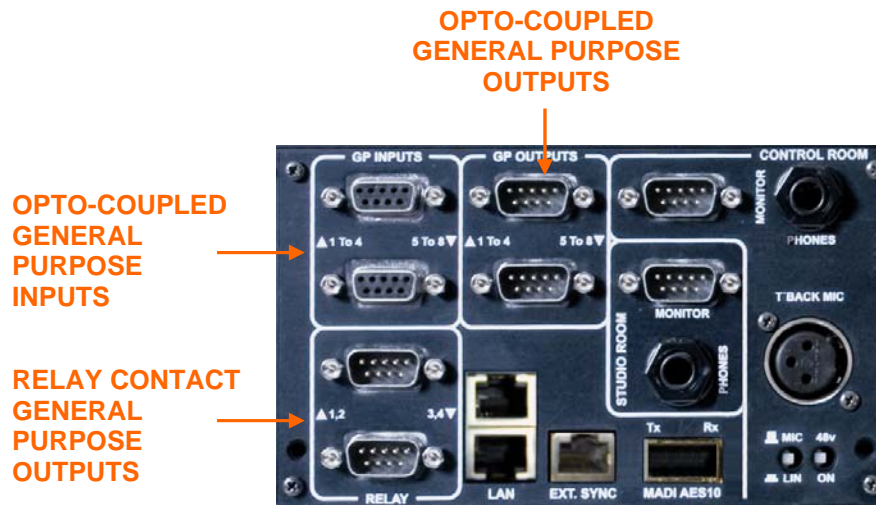 OPTO-COUPLED
GENERAL PURPOSE
OUTPUTS
OPTO-COUPLED
GENERAL
PURPOSE
INPUTS
RELAY CONTACT
GENERAL
PURPOSE
OUTPUTS
GP INPUTS
▲1 To 4 5 To 8▼
GP OUTPUTS
▲1 To 4 5 To 8▼
CONTROL ROOM
MONITOR
PHONES
MONITOR
STUDIO ROOM
PHONES
T¨BACK MIC
▲1,2 3,4▼
RELAY
LAN
EXT. SYNC
Tx Rx
MADI AES10
MIC 48v
LIN ON